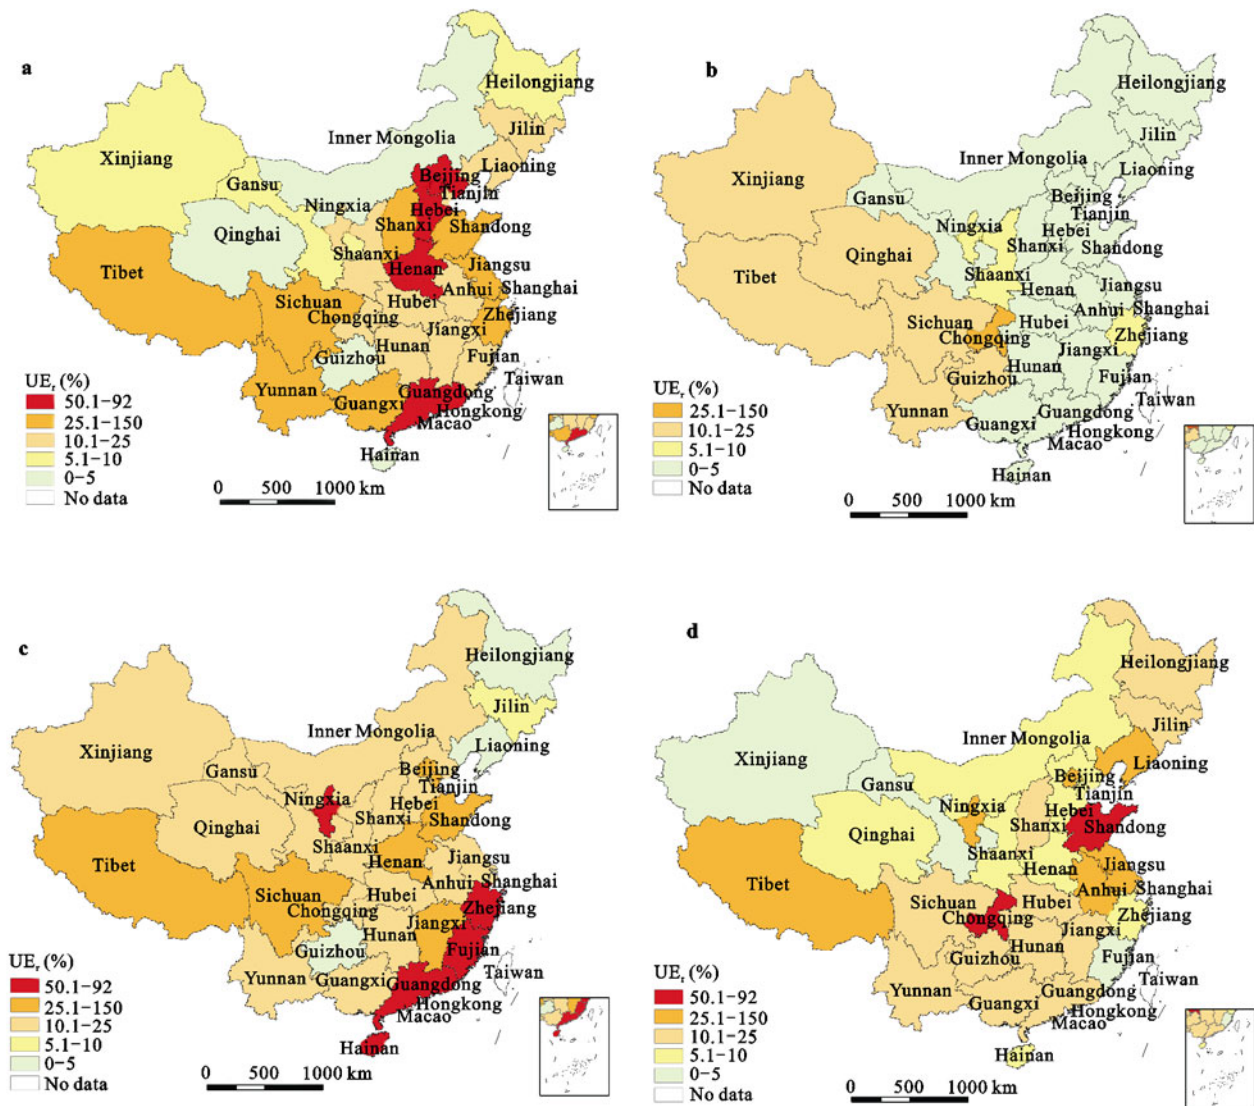 a
Heilongjiang
Jilin
Inner Mongolia
Liaoning
Xinjiang
Beijing
Gansu
Tianjin
Ningxia
Hebei
Shanxi
Shandong
Qinghai
Shaanxi
Tibet
Henan
Jiangsu
Sichuan
Anhui
Shanghai
Chongqing
Hubei
Zhejiang
Jiangxi
Hunan
Guizhou
Fujian
Taiwan
Yunnan
Guangdong
Guangxi
Hongkong
Macao
Hainan
UEr (%)
50.1-92
25.1-150
10.1-25
5.1-10
0-5
No data
0 500 1000 km
b
Heilongjiang
Jilin
Inner Mongolia
Liaoning
Xinjiang
Beijing
Gansu
Tianjin
Ningxia
Hebei
Shanxi
Shandong
Qinghai
Tibet
Shaanxi
Henan
Jiangsu
Shanghai
Anhui
Sichuan
Hubei
Chongqing
Zhejiang
Jiangxi
Hunan
Guizhou
Fujian
Taiwan
Yunnan
Guangdong
Guangxi
Hongkong
Macao
Hainan
UEr (%)
25.1-150
10.1-25
5.1-10
0-5
No data
0 500 1000 km
c
Heilongjiang
Jilin
Inner Mongolia
Liaoning
Xinjiang
Beijing
Gansu
Tianjin
Ningxia
Hebei
Shanxi
Shandong
Qinghai
Shaanxi
Henan
Jiangsu
Tibet
Anhui
Shanghai
Sichuan
Hubei
Chongqing
Zhejiang
Jiangxi
Hunan
Guizhou
Fujian
Taiwan
Yunnan
Guangxi
Guangdong
Hongkong
Macao
Hainan
UEr (%)
50.1-92
25.1-150
10.1-25
5.1-10
0-5
No data
0 500 1000 km
d
Heilongjiang
Jilin
Inner Mongolia
Liaoning
Xinjiang
Beijing
Gansu
Tianjin
Ningxia
Hebei
Shanxi
Shandong
Qinghai
Shaanxi
Henan
Jiangsu
Tibet
Anhui
Shanghai
Sichuan
Hubei
Chongqing
Zhejiang
Jiangxi
Hunan
Guizhou
Fujian
Taiwan
Yunnan
Guangdong
Guangxi
Hongkong
Macao
Hainan
UEr (%)
50.1-92
25.1-150
10.1-25
5.1-10
0-5
No data
0 500 1000 km